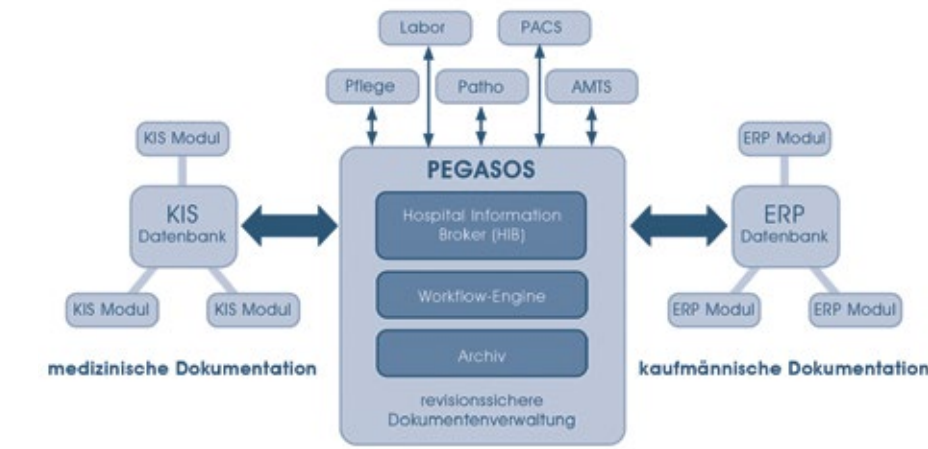 Labor
PACS
Pflege
Patho
AMTS
KIS Modul
ERP Modul
PEGASOS
KIS
Datenbank
Hospital Information
Broker (HIB)
ERP
Datenbank
Workflow-Engine
KIS Modul
KIS Modul
ERP Modul
ERP Modul
Archiv
medizinische Dokumentation
kaufmännische Dokumentation
revisionssichere
Dokumentenverwaltung